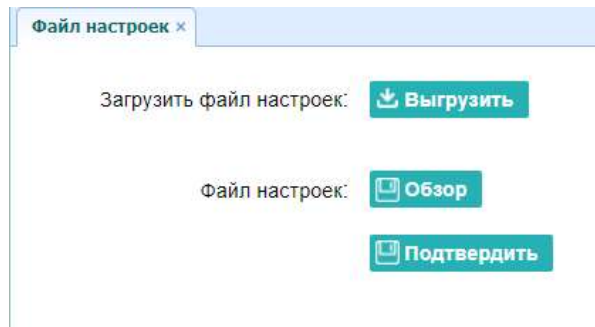 Файл настроек ×
Загрузить файл настроек: Выгрузить
Файл настроек: Обзор
Подтвердить